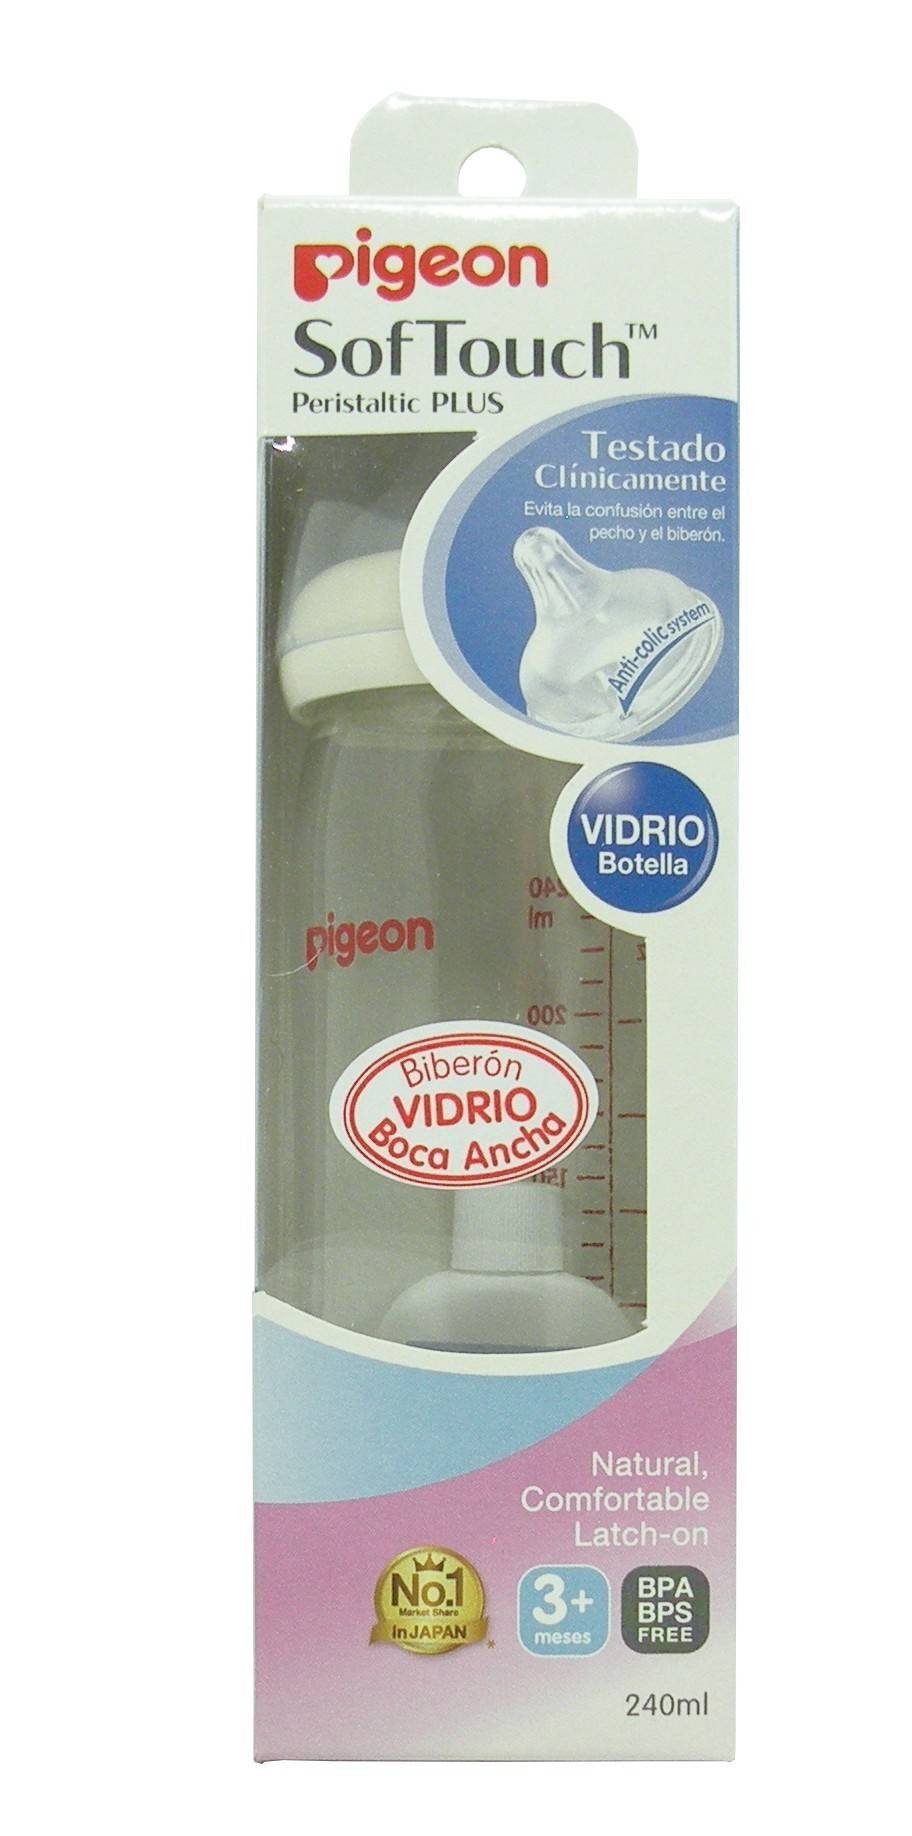 pigeon
SofTouch™
Peristaltic PLUS
Testado
Clínicamente
Evita la confusión entre el
pecho y el biberón.
Anti-colic system
VIDRIO
Botella
240
ml
pigeon
200
Biberón
VIDRIO
Boca Ancha
150
Natural,
Comfortable
Latch-on
No.1
Market Share
in JAPAN
*
3+
meses
BPA
BPS
FREE
240ml